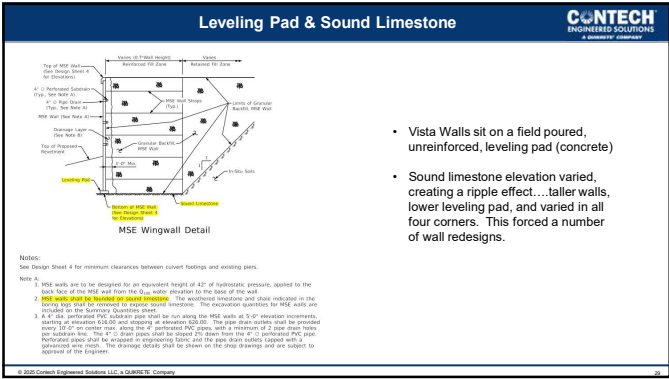 Leveling Pad & Sound Limestone
CONTECH
ENGINEERED SOLUTIONS
A QUIKRETE® COMPANY
Varies (0.7*Wall Height)
Varies
Reinforced Fill Zone
Retained Fill Zone
Top of MSE Wall
(See Design Sheet 4
for Elevations)
4" ∅ Perforated Subdrain
(Typ., See Note A)
4" ∅ Pipe Drain
(Typ., See Note A)
MSE Wall (See Note A)
Drainage Layer
(See Note B)
Top of Proposed
Revetment
Leveling Pad
MSE Wall Straps
(Typ.)
Limits of Granular
Backfill, MSE Wall
Granular Backfill
MSE Wall
1'-0" Min.
1
1
In-Situ Soils
Bottom of MSE Wall
(See Design Sheet 4
for Elevations)
Sound Limestone
MSE Wingwall Detail
• Vista Walls sit on a field poured,
unreinforced, leveling pad (concrete)
• Sound limestone elevation varied,
creating a ripple effect….taller walls,
lower leveling pad, and varied in all
four corners. This forced a number
of wall redesigns.
Notes:
See Design Sheet 4 for minimum clearances between culvert footings and existing piers.
Note A:
1. MSE walls are to be designed for an equivalent height of 42" of hydrostatic pressure, applied to the
back face of the MSE wall from the Q100 water elevation to the base of the wall.
2. MSE walls shall be founded on sound limestone. The weathered limestone and shale indicated in the
boring logs shall be removed to expose sound limestone. The excavation quantities for MSE walls are
included on the Summary Quantities sheet.
3. A 4" dia. perforated PVC subdrain pipe shall be run along the MSE walls at 5'-0" elevation increments,
starting at elevation 616.00 and stopping at elevation 626.00. The pipe drain outlets shall be provided
every 10'-0" on center max. along the 4" perforated PVC pipes, with a minimum of 2 pipe drain holes
per subdrain line. The 4" ∅ drain pipes shall be sloped 2% down from the 4" ∅ perforated PVC pipe.
Perforated pipes shall be wrapped in engineering fabric and the pipe drain outlets capped with a
galvanized wire mesh. The drainage details shall be shown on the shop drawings and are subject to
approval of the Engineer.
© 2025 Contech Engineered Solutions LLC, a QUIKRETE Company
29